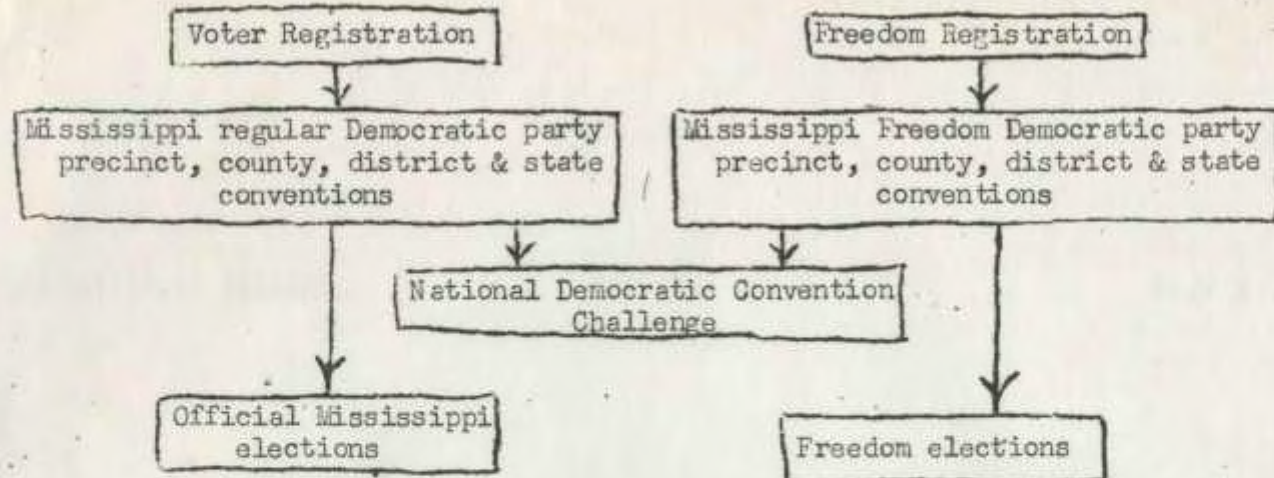 Voter Registration
Freedom Registration
Mississippi regular Democratic party
precinct, county, district & state
conventions
Mississippi Freedom Democratic party
precinct, county, district & state
conventions
National Democratic Convention
Challenge
Official Mississippi
elections
Freedom elections